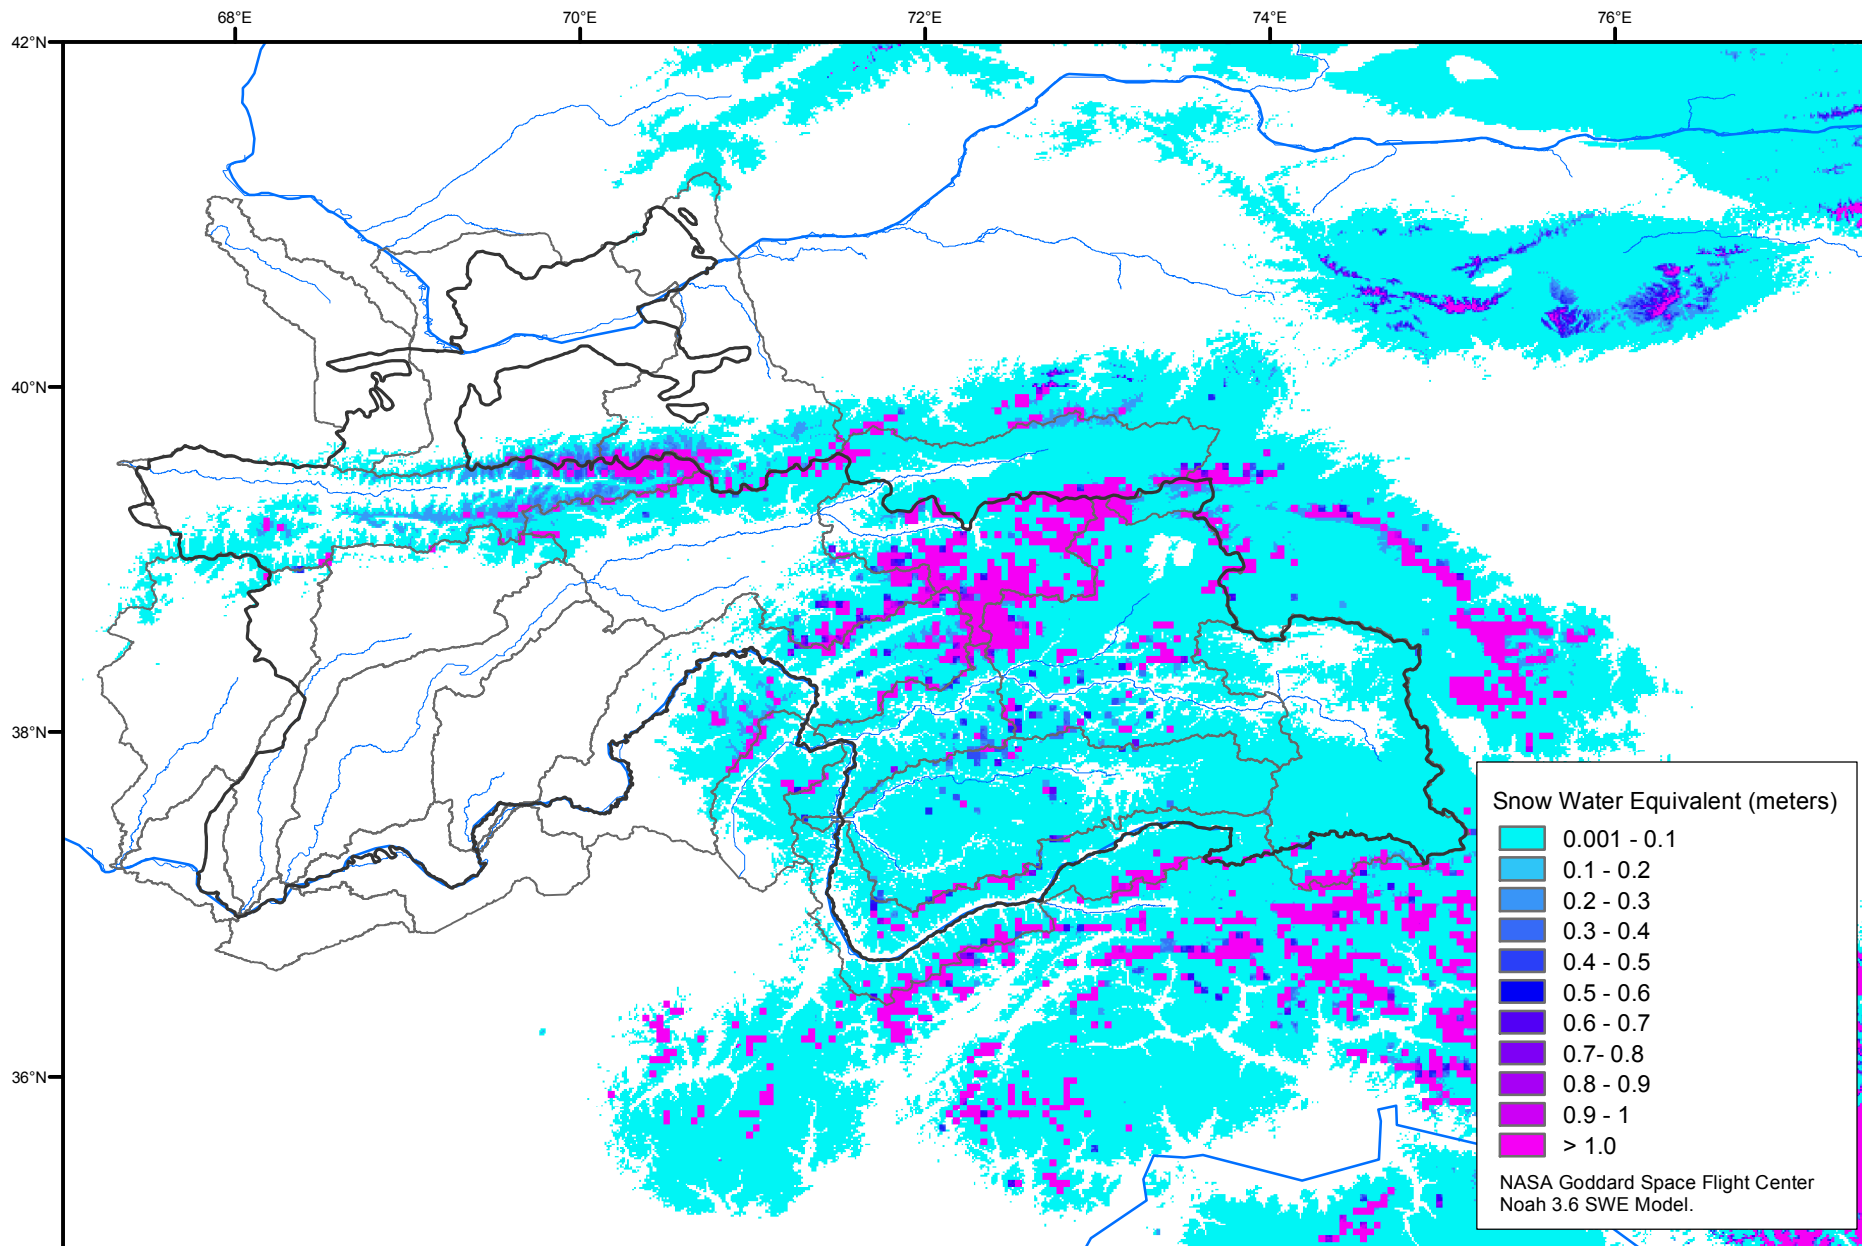 68°E 70°E 72°E 74°E 76°E
42°N
40°N
38°N
36°N
Snow Water Equivalent (meters)
0.001 - 0.1
0.1 - 0.2
0.2 - 0.3
0.3 - 0.4
0.4 - 0.5
0.5 - 0.6
0.6 - 0.7
0.7- 0.8
0.8 - 0.9
0.9 - 1
> 1.0
NASA Goddard Space Flight Center
Noah 3.6 SWE Model.